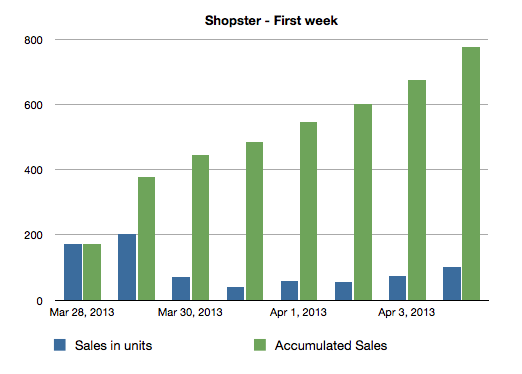 Shopster - First week
800
600
400
200
0
Mar 28, 2013 Mar 30, 2013 Apr 1, 2013 Apr 3, 2013
Sales in units Accumulated Sales